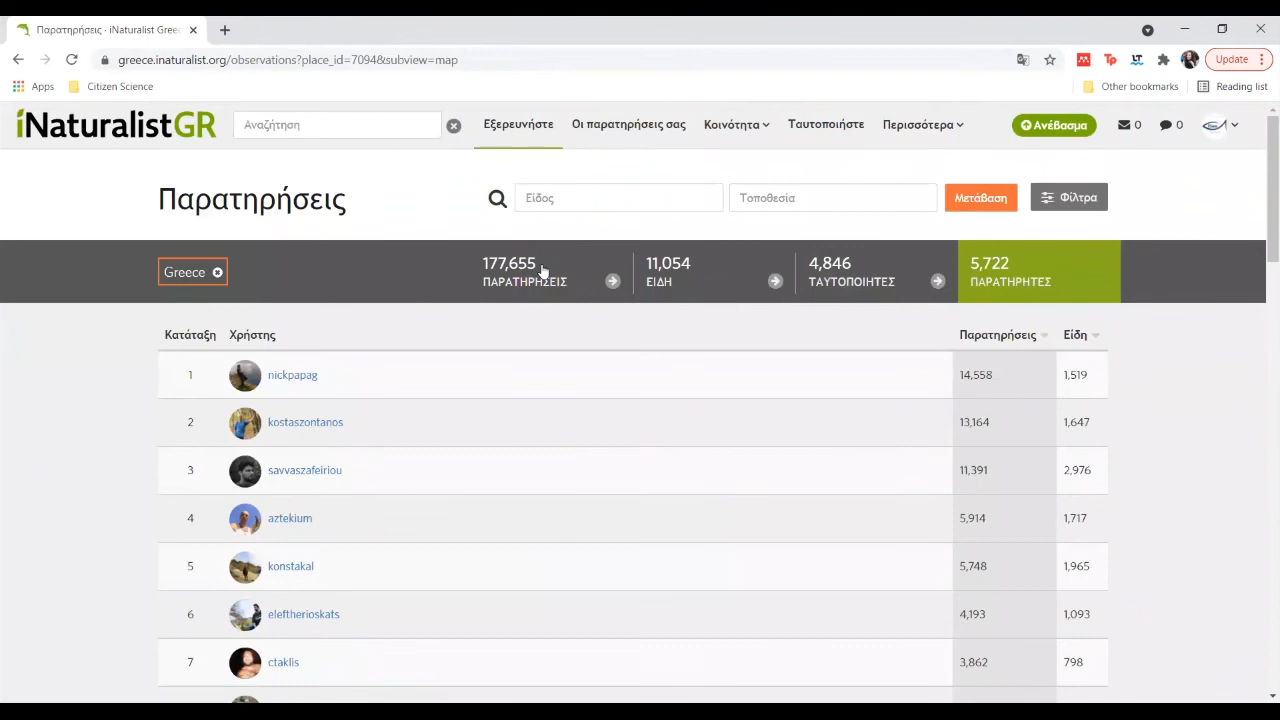 Παρατηρήσεις · iNaturalist Gree
greece.inaturalist.org/observations?place_id=7094&subview=map
Update
Apps
Citizen Science
Other bookmarks
Reading list
iNaturalistGR
Αναζήτηση
Εξερευνήστε
Οι παρατηρήσεις σας
Κοινότητα
Ταυτοποιήστε
Περισσότερα
Ανέβασμα
0
0
Παρατηρήσεις
Είδος
Τοποθεσία
Μετάβαση
Φίλτρα
Greece
177,655
ΠΑΡΑΤΗΡΗΣΕΙΣ
11,054
ΕΙΔΗ
4,846
ΤΑΥΤΟΠΟΙΗΤΕΣ
5,722
ΠΑΡΑΤΗΡΗΤΕΣ
Κατάταξη Χρήστης Παρατηρήσεις Είδη
1 nickpapag 14,558 1,519
2 kostaszontanos 13,164 1,647
3 savvaszafeiriou 11,391 2,976
4 aztekium 5,914 1,717
5 konstakal 5,748 1,965
6 eleftherioskats 4,193 1,093
7 ctaklis 3,862 798